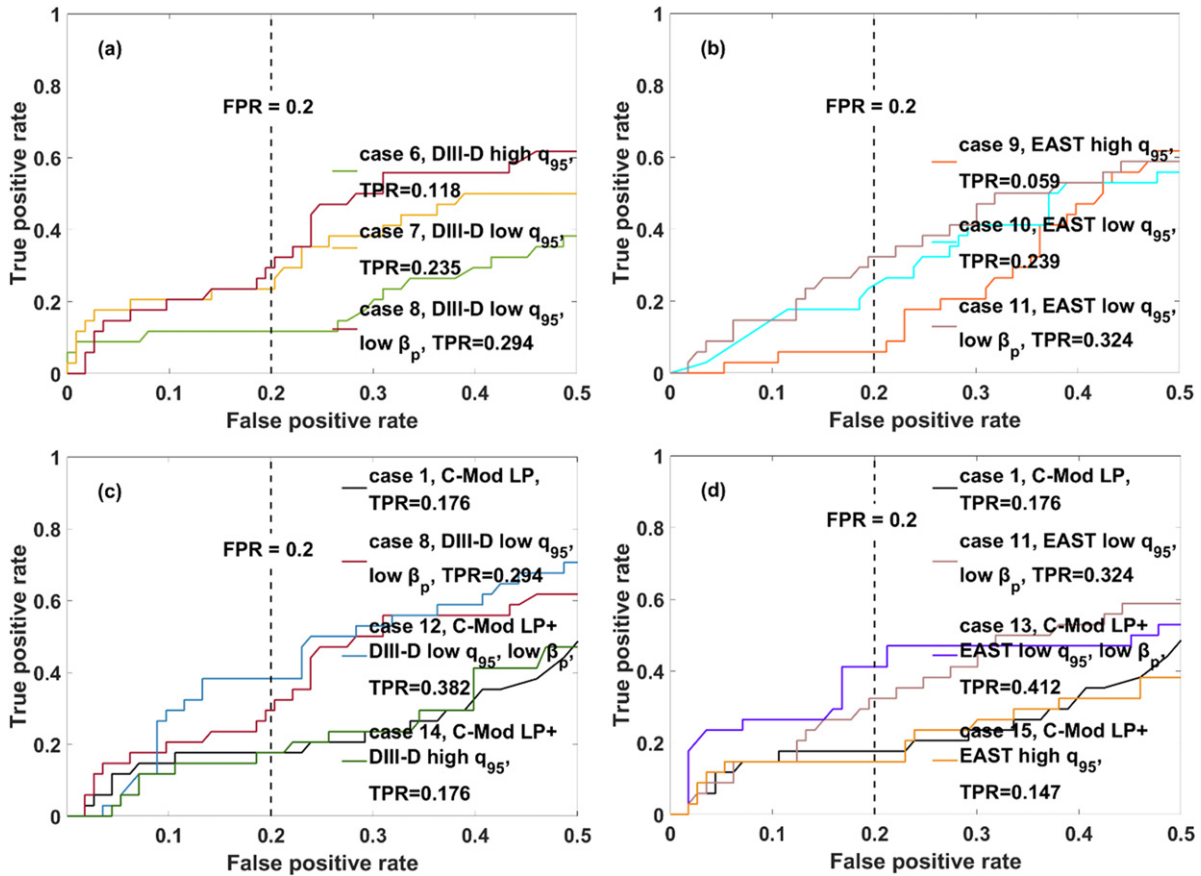 (a)
True positive rate
1
0.8
0.6
0.4
0.2
0
FPR = 0.2
case 6, DIII-D high q95,
TPR=0.118
case 7, DIII-D low q95,
TPR=0.235
case 8, DIII-D low q95,
low βp, TPR=0.294
0 0.1 0.2 0.3 0.4 0.5
False positive rate
(b)
True positive rate
1
0.8
0.6
0.4
0.2
0
FPR = 0.2
case 9, EAST high q95,
TPR=0.059
case 10, EAST low q95,
TPR=0.239
case 11, EAST low q95,
low βp, TPR=0.324
0 0.1 0.2 0.3 0.4 0.5
False positive rate
(c)
True positive rate
1
0.8
0.6
0.4
0.2
0
FPR = 0.2
case 1, C-Mod LP,
TPR=0.176
case 8, DIII-D low q95,
low βp, TPR=0.294
case 12, C-Mod LP+
DIII-D low q95, low βp,
TPR=0.382
case 14, C-Mod LP+
DIII-D high q95,
TPR=0.176
0.1 0.2 0.3 0.4 0.5
False positive rate
(d)
True positive rate
1
0.8
0.6
0.4
0.2
0
FPR = 0.2
case 1, C-Mod LP,
TPR=0.176
case 11, EAST low q95,
low βp, TPR=0.324
case 13, C-Mod LP+
EAST low q95, low βp,
TPR=0.412
case 15, C-Mod LP+
EAST high q95,
TPR=0.147
0 0.1 0.2 0.3 0.4 0.5
False positive rate